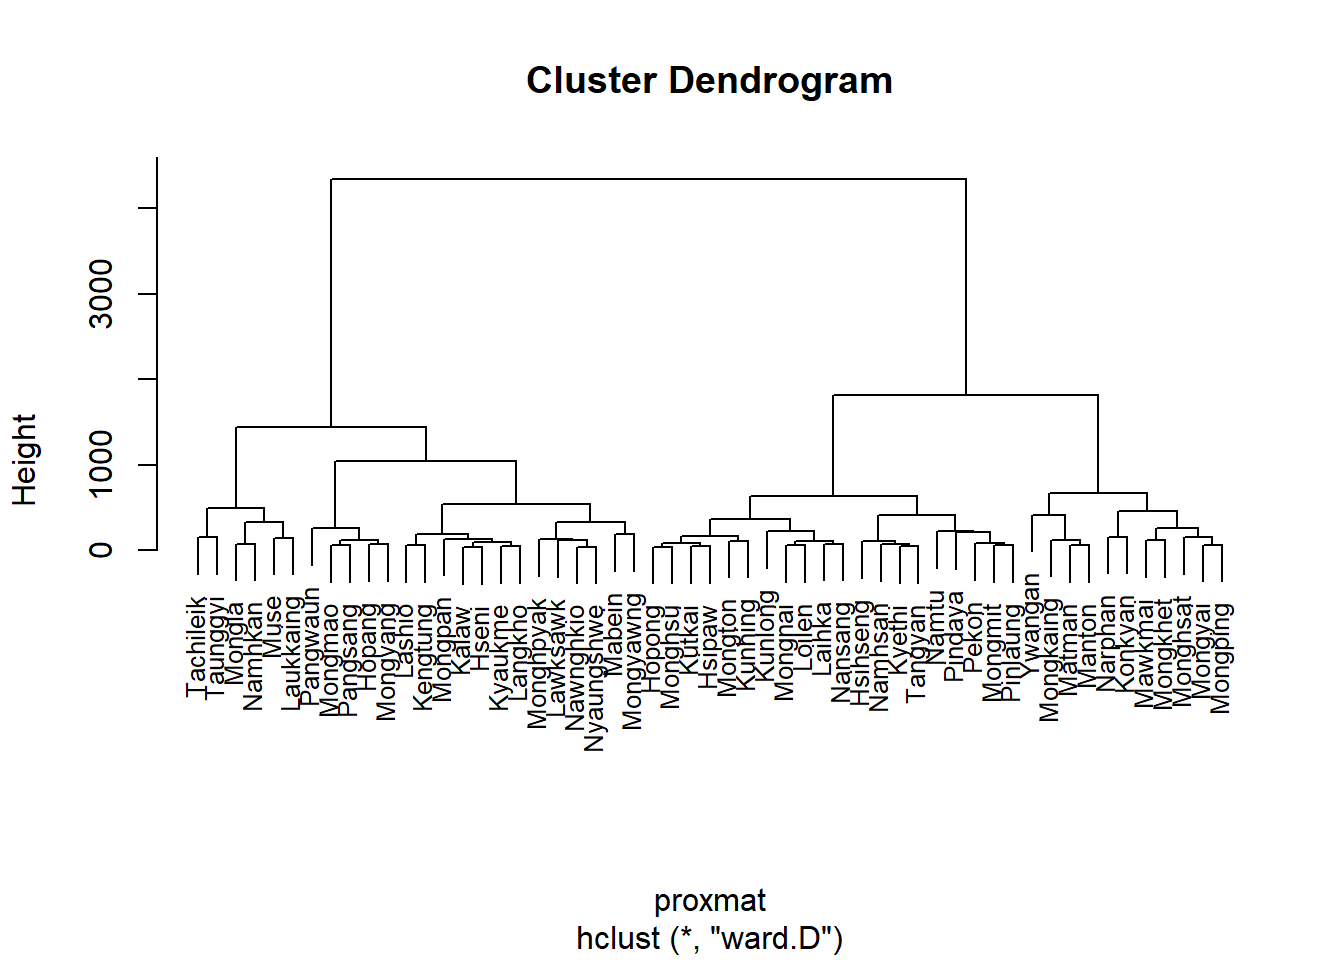 Cluster Dendrogram
Height
0
1000
3000
Tachileik
Taunggyi
Mongla
Namhkan
Muse
Laukkaing
Pangwaun
Mongmao
Pangsang
Hopang
Mongyang
Lashio
Kengtung
Mongpan
Kalaw
Hseni
Kyaukme
Langkho
Monghpyak
Lawksawk
Nawnghkio
Nyaungshwe
Mabein
Mongyawng
Hopong
Monghsu
Kutkai
Hsipaw
Mongton
Kunhing
Kunlong
Mongnai
Loilen
Laihka
Nansang
Hsihseng
Namhsan
Kyethi
Tangyan
Namtu
Pindaya
Pekon
Mongmit
Pinlaung
Ywangan
Mongkaing
Matman
Manton
Narphan
Konkyan
Mawkmai
Mongkhet
Monghsat
Mongyai
Mongping
proxmat
hclust (*, "ward.D")